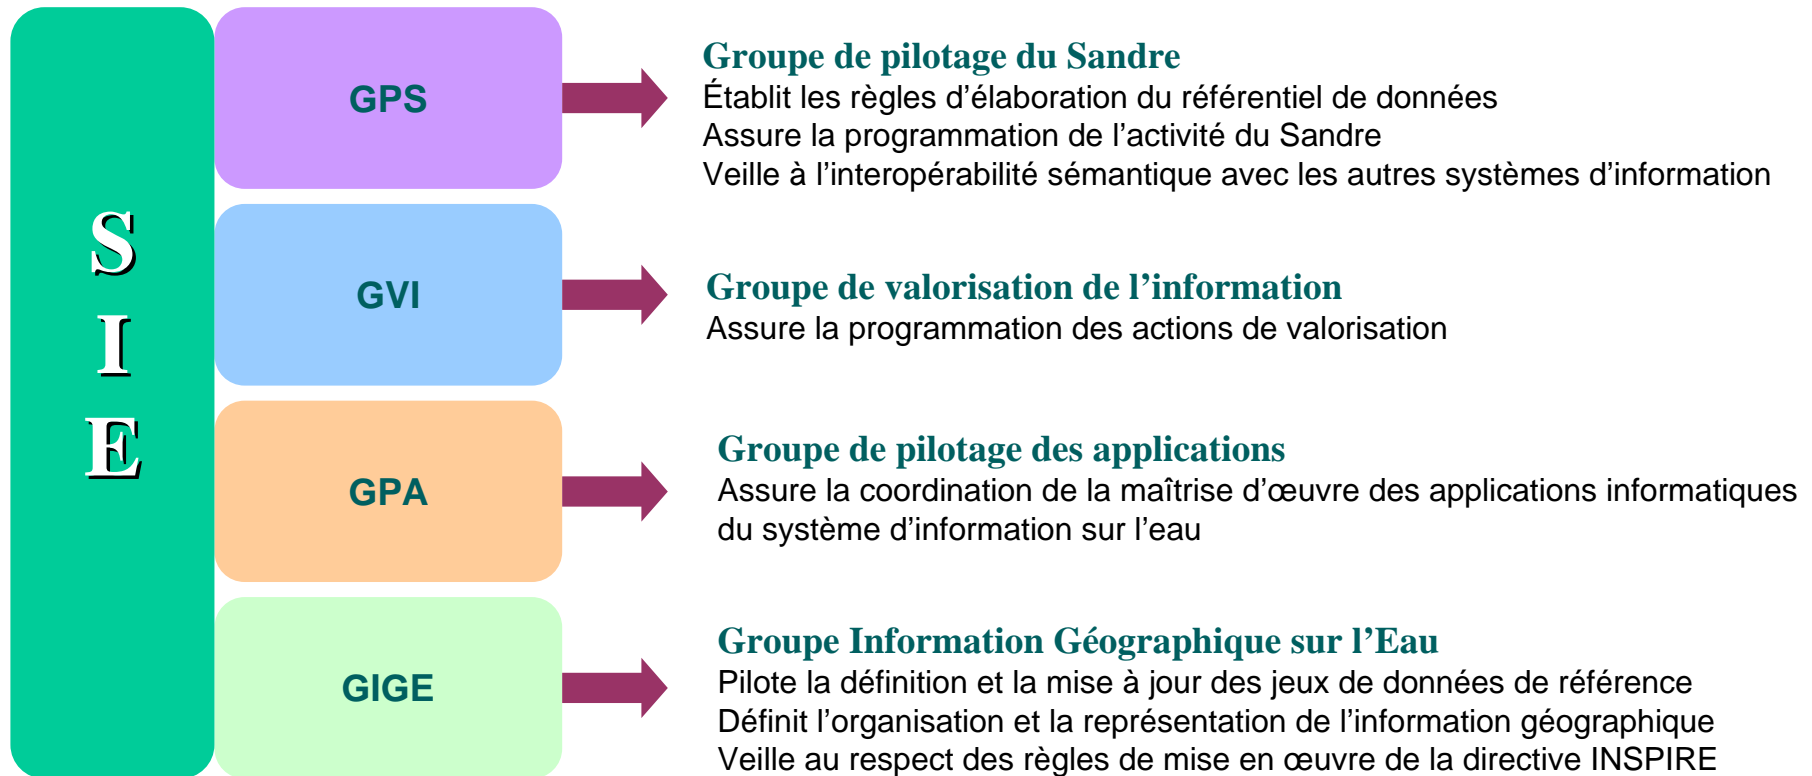 S
I
E
GPS
Groupe de pilotage du Sandre
Établit les règles d’élaboration du référentiel de données
Assure la programmation de l’activité du Sandre
Veille à l’interopérabilité sémantique avec les autres systèmes d’information
GVI
Groupe de valorisation de l’information
Assure la programmation des actions de valorisation
GPA
Groupe de pilotage des applications
Assure la coordination de la maîtrise d’œuvre des applications informatiques
du système d’information sur l’eau
GIGE
Groupe Information Géographique sur l’Eau
Pilote la définition et la mise à jour des jeux de données de référence
Définit l’organisation et la représentation de l’information géographique
Veille au respect des règles de mise en œuvre de la directive INSPIRE